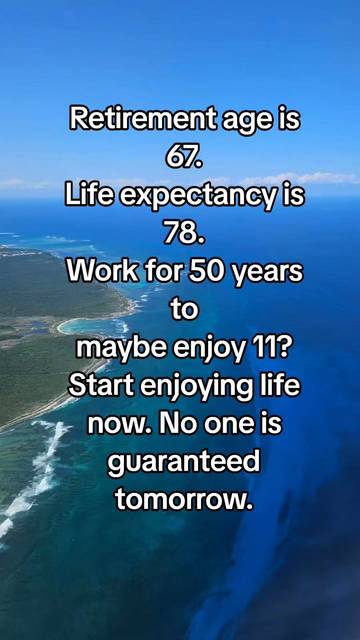 Retirement age is
67.
Life expectancy is
78.
Work for 50 years
to
maybe enjoy 11?
Start enjoying life
now. No one is
guaranteed
tomorrow.